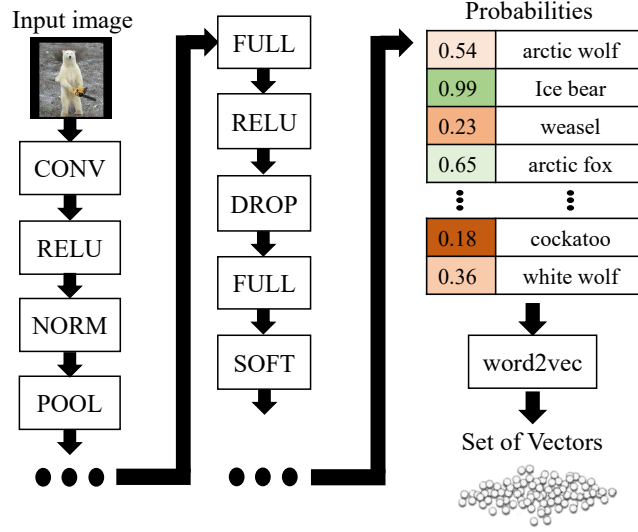 Input image
CONV
RELU
NORM
POOL
FULL
RELU
DROP
FULL
SOFT
Probabilities
0.54 arctic wolf
0.99 Ice bear
0.23 weasel
0.65 arctic fox
0.18 cockatoo
0.36 white wolf
word2vec
Set of Vectors